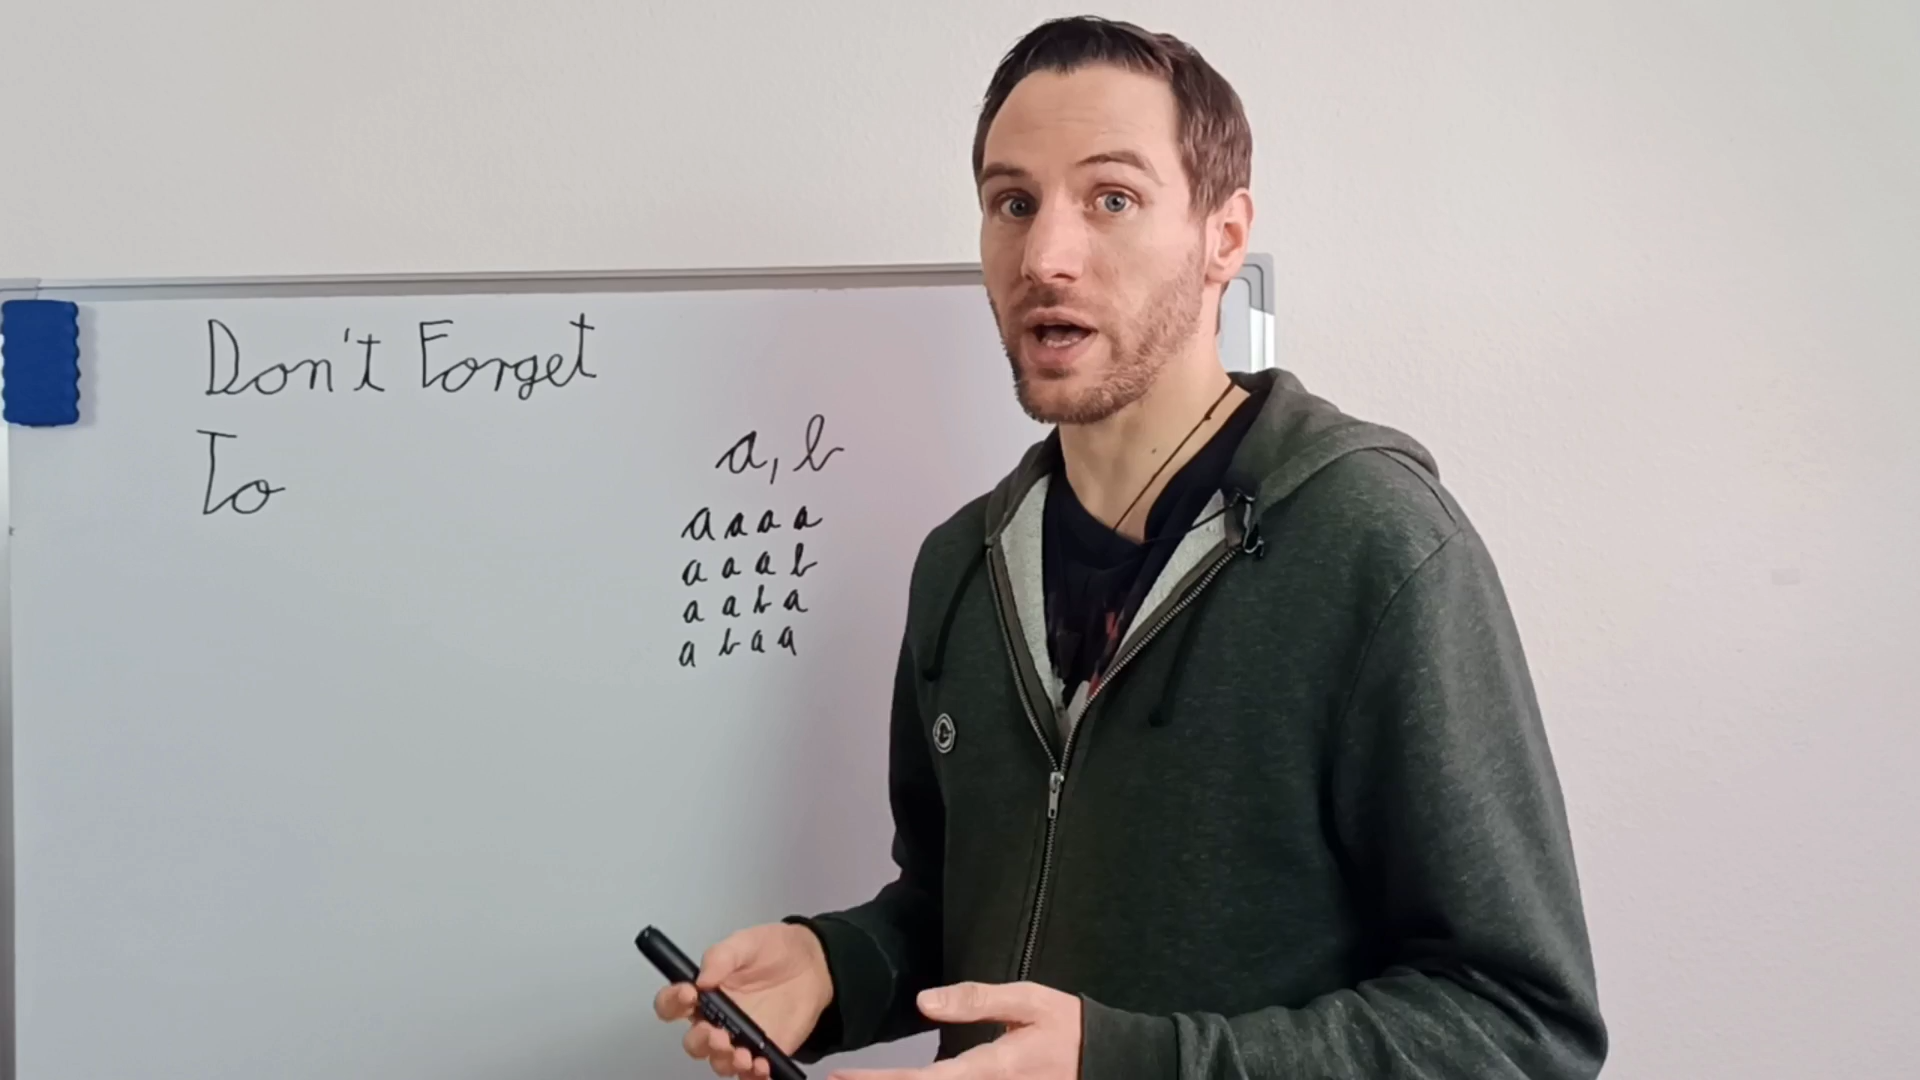 Don't Forget
To
a, b
a a a a
a a a b
a a b a
a b a a